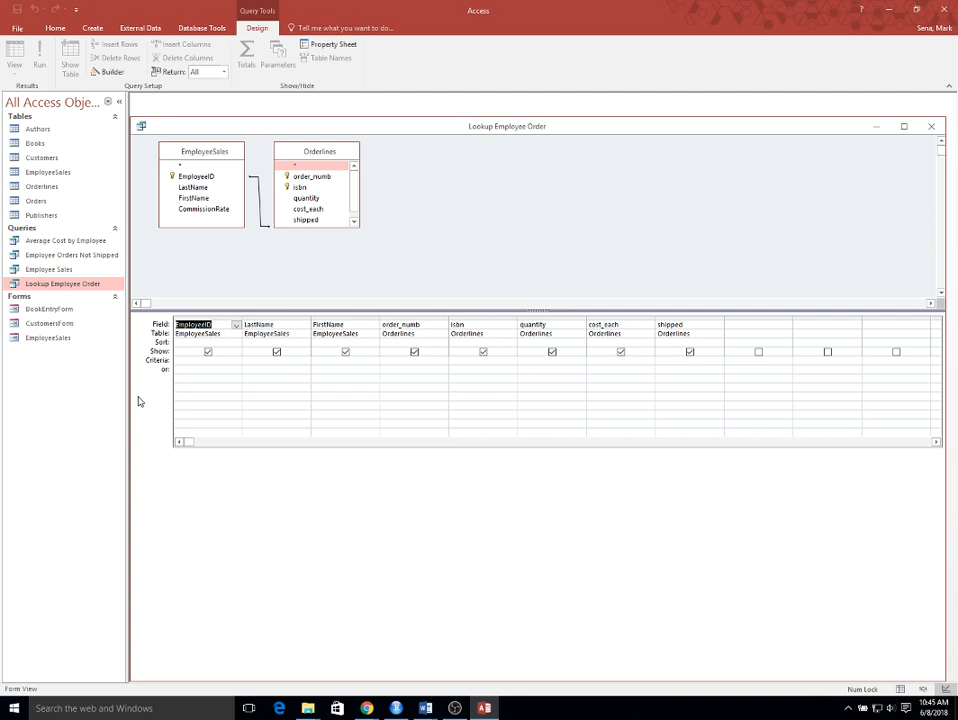 Query Tools
Access
Sena, Mark
File Home Create External Data Database Tools Design Tell me what you want to do...
View
Run
Show Table
Insert Rows
Delete Rows
Builder
Insert Columns
Delete Columns
Return: All
Totals
Parameters
Property Sheet
Table Names
Results Query Setup Show/Hide
All Access Obje...
Tables
Authors
Books
Customers
EmployeeSales
Orderlines
Orders
Publishers
Queries
Average Cost by Employee
Employee Orders Not Shipped
Employee Sales
Lookup Employee Order
Forms
BookEntryForm
CustomersForm
EmployeeSales
Lookup Employee Order
EmployeeSales
*
EmployeeID
LastName
FirstName
CommissionRate
Orderlines
*
order_numb
isbn
quantity
cost_each
shipped
Field: EmployeeID LastName FirstName order_numb isbn quantity cost_each shipped
Table: EmployeeSales EmployeeSales EmployeeSales Orderlines Orderlines Orderlines Orderlines Orderlines
Sort:
Show:
Criteria:
or:
Form View
Num Lock
Search the web and Windows
10:45 AM
6/8/2018